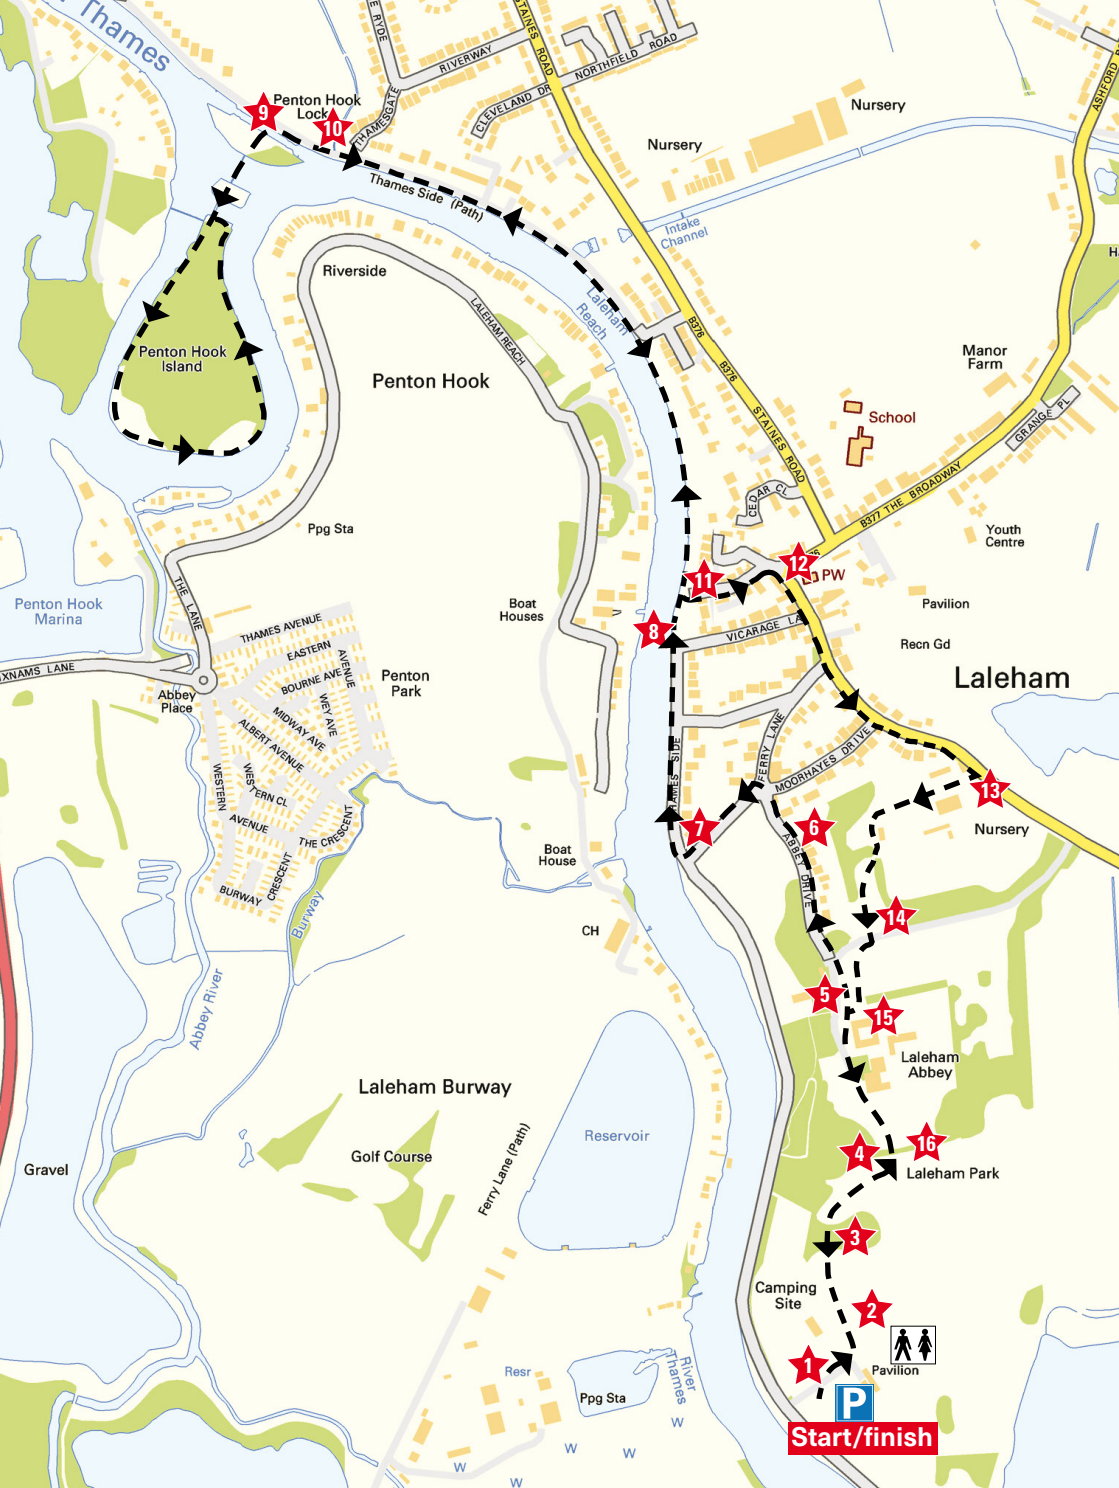 Thames
E RYDE
RIVERWAY
STAINES ROAD
NORTHFIELD ROAD
CLEVELAND DR
THAMESGATE
ASHFORD
Nursery
Nursery
9
Penton Hook
Lock
10
Thames Side (Path)
Intake
Channel
Riverside
Laleham
Reach
LALEHAM REACH
B376
B376
STAINES ROAD
Penton Hook
Island
Penton Hook
Manor
Farm
School
GRANGE PL
B377 THE BROADWAY
CEDAR CL
Youth
Centre
Ppg Sta
THE LANE
Penton Hook
Marina
11
12
PW
Boat
Houses
8
VICARAGE LA
Pavilion
Recn Gd
Laleham
THAMES AVENUE
EASTERN
AVENUE
BOURNE AVE
WEY AVE
MIDWAY AVE
ALBERT AVENUE
Penton
Park
XNAMS LANE
Abbey
Place
WESTERN
WESTERN CL
AVENUE
THE CRESCENT
CRESCENT
BURWAY
Burway
Abbey River
AMES SIDE
FERRY LANE
MOORHAYES DRIVE
ABBEY DRIVE
7
6
13
Nursery
Boat
House
CH
14
5
15
Laleham
Abbey
Laleham Burway
Golf Course
Ferry Lane (Path)
Reservoir
Gravel
4
16
Laleham Park
3
Camping
Site
2
1
Pavilion
P
Start/finish
Resr
Ppg Sta
River
Thames
W
W
W
W
W